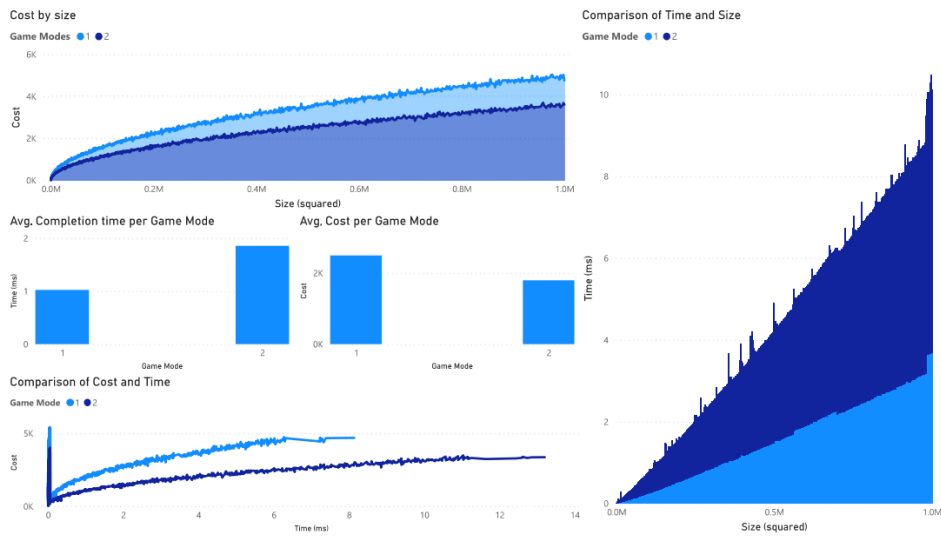 Cost by size
Game Modes 1 2
6K
4K
2K
0K
Cost
0.0M 0.2M 0.4M 0.6M 0.8M 1.0M
Size (squared)
Avg. Completion time per Game Mode
2
1
0
Time (ms)
1 2
Game Mode
Avg. Cost per Game Mode
2K
0K
Cost
1 2
Game Mode
Comparison of Cost and Time
Game Mode 1 2
5K
0K
Cost
0 2 4 6 8 10 12 14
Time (ms)
Comparison of Time and Size
Game Mode 1 2
10
8
6
4
2
0
Time (ms)
0.0M 0.5M 1.0M
Size (squared)